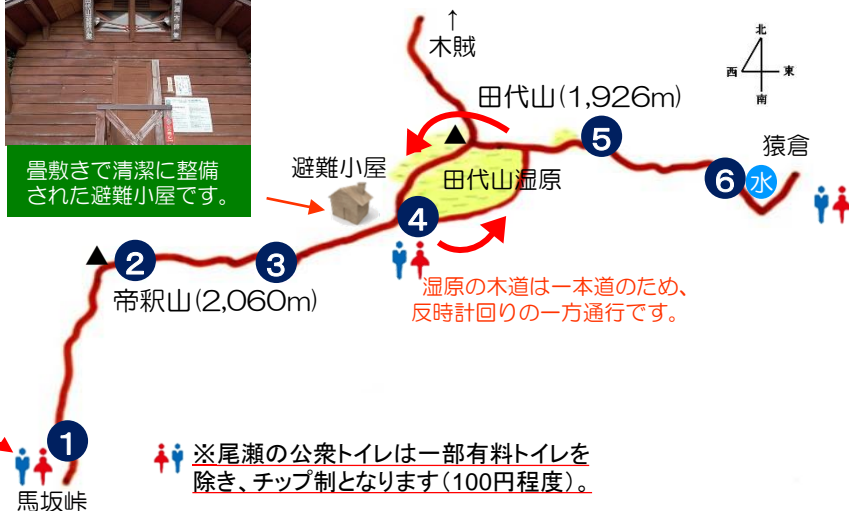 畳敷きで清潔に整備
された避難小屋です。
↑
木賊
北
西
東
南
田代山(1,926m)
避難小屋
田代山湿原
5
猿倉
6
水
4
2
3
帝釈山(2,060m)
湿原の木道は一本道のため、
反時計回りの一方通行です。
1
馬坂峠
※尾瀬の公衆トイレは一部有料トイレを
除き、チップ制となります(100円程度)。